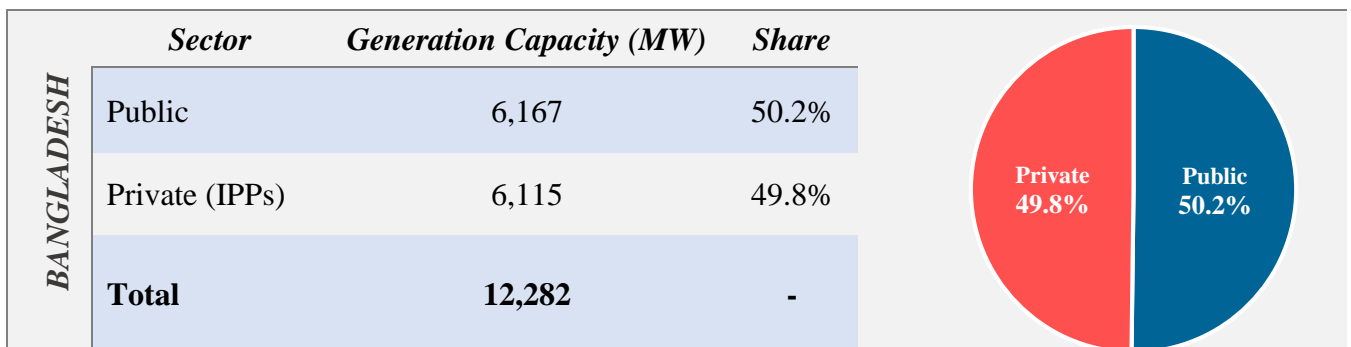 BANGLADESH
Sector Generation Capacity (MW) Share
Public 6,167 50.2%
Private (IPPs) 6,115 49.8%
Total 12,282 -
Private
49.8%
Public
50.2%